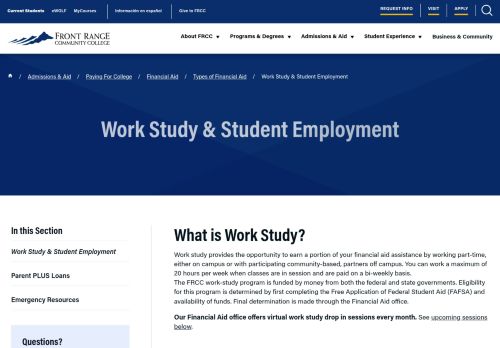 Current Students eWOLF MyCourses Información en español Give to FRCC REQUEST INFO VISIT APPLY
FRONT RANGE
COMMUNITY COLLEGE
About FRCC Programs & Degrees Admissions & Aid Student Experience Business & Community
/ Admissions & Aid / Paying For College / Financial Aid / Types of Financial Aid / Work Study & Student Employment
Work Study & Student Employment
In this Section
Work Study & Student Employment
Parent PLUS Loans
Emergency Resources
Questions?
What is Work Study?
Work study provides the opportunity to earn a portion of your financial aid assistance by working part-time,
either on campus or with participating community-based, partners off campus. You can work a maximum of
20 hours per week when classes are in session and are paid on a bi-weekly basis.
The FRCC work-study program is funded by money from both the federal and state governments. Eligibility
for this program is determined by first completing the Free Application of Federal Student Aid (FAFSA) and
availability of funds. Final determination is made through the Financial Aid office.
Our Financial Aid office offers virtual work study drop in sessions every month. See upcoming sessions
below.